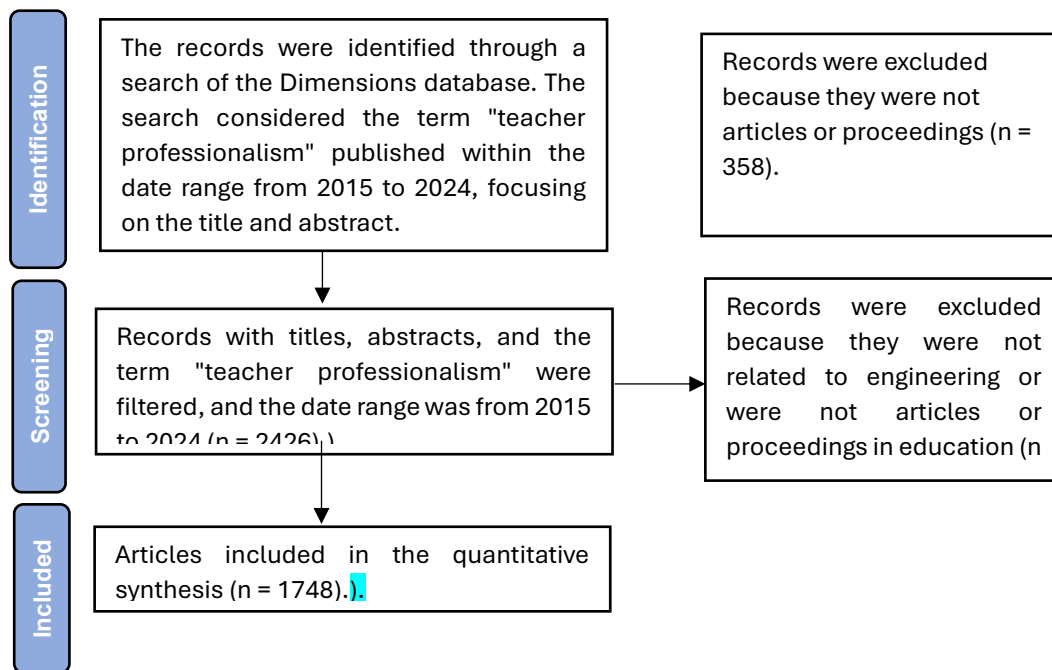 Identification
The records were identified through a
search of the Dimensions database. The
search considered the term "teacher
professionalism" published within the
date range from 2015 to 2024, focusing
on the title and abstract.
Records were excluded
because they were not
articles or proceedings (n =
358).
Screening
Records with titles, abstracts, and the
term "teacher professionalism" were
filtered, and the date range was from 2015
to 2024 (n = 2426).)
Records were excluded
because they were not
related to engineering or
were not articles or
proceedings in education (n
Included
Articles included in the quantitative
synthesis (n = 1748).).